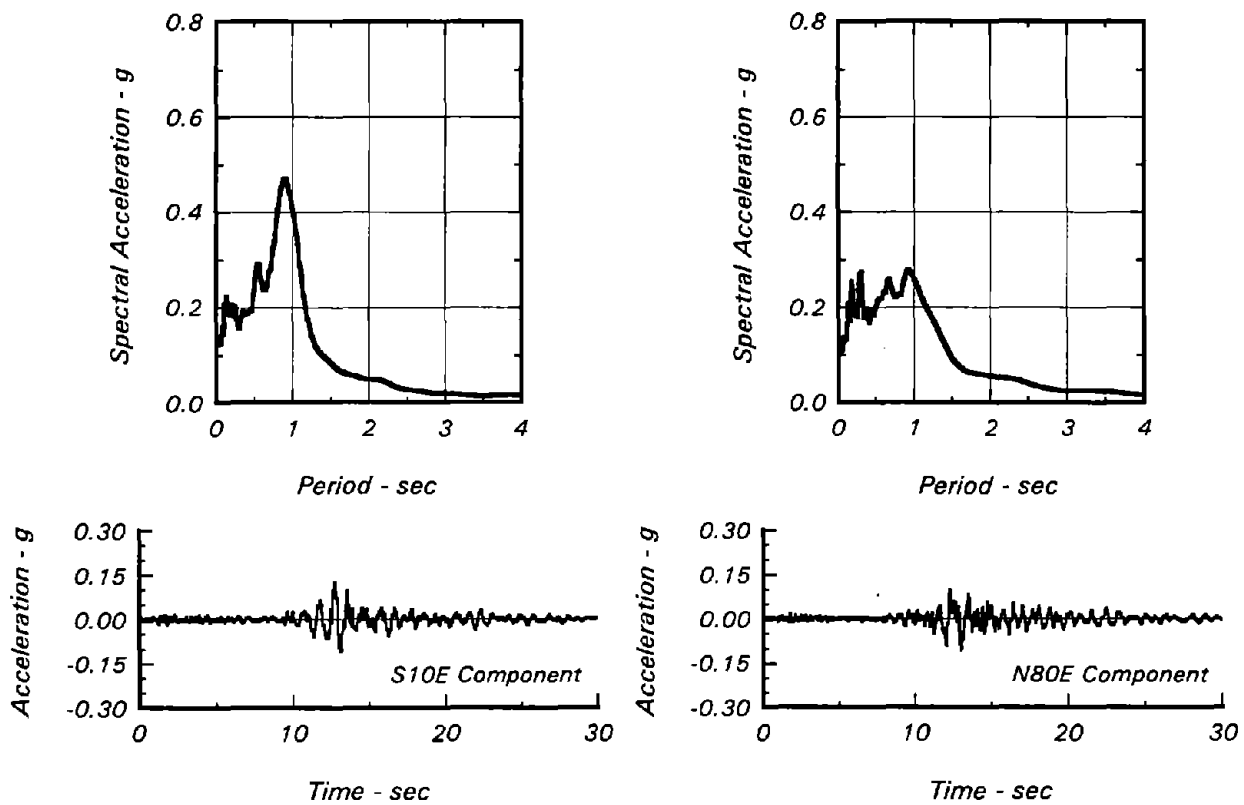 0.8
0.6
0.4
0.2
0.0
Spectral Acceleration - g
0 1 2 3 4
Period - sec
0.8
0.6
0.4
0.2
0.0
Spectral Acceleration - g
0 1 2 3 4
Period - sec
0.30
0.15
0.00
-0.15
-0.30
Acceleration - g
S10E Component
0 10 20 30
Time - sec
0.30
0.15
0.00
-0.15
-0.30
Acceleration - g
N80E Component
0 10 20 30
Time - sec